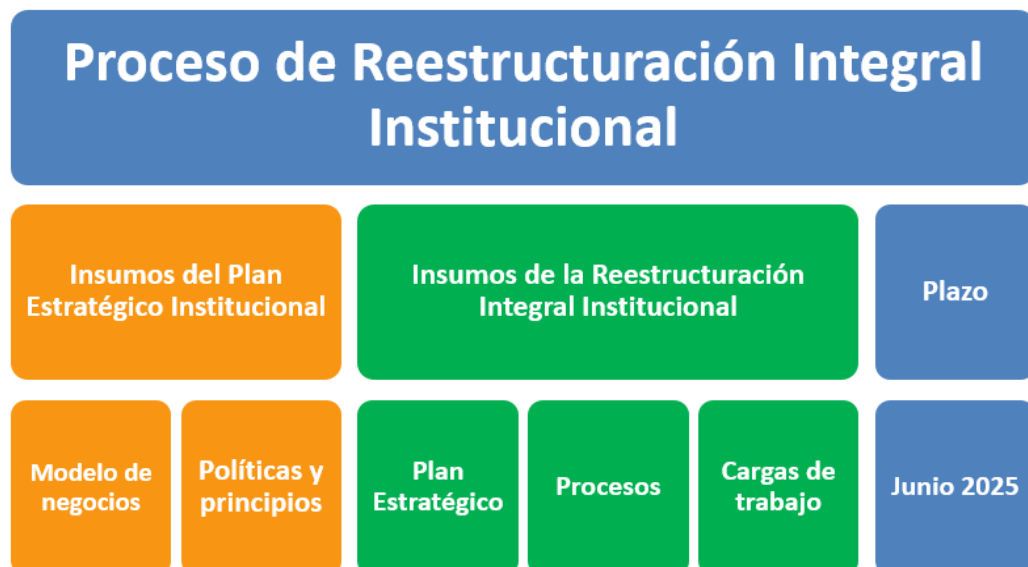 Proceso de Reestructuración Integral
Institucional
Insumos del Plan
Estratégico Institucional
Insumos de la Reestructuración
Integral Institucional
Plazo
Modelo de
negocios
Políticas y
principios
Plan
Estratégico
Procesos
Cargas de
trabajo
Junio 2025